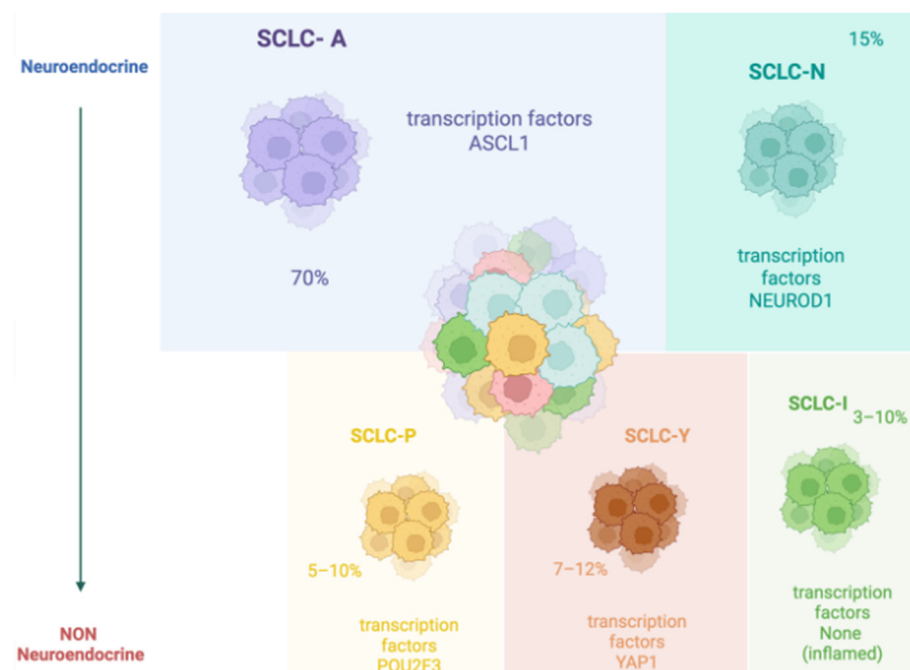 Neuroendocrine
SCLC- A
transcription factors
ASCL1
70%
15%
SCLC-N
transcription
factors
NEUROD1
SCLC-P
5–10%
transcription
factors
POU2F3
SCLC-Y
7–12%
transcription
factors
YAP1
SCLC-I
3–10%
transcription
factors
None
(inflamed)
NON
Neuroendocrine